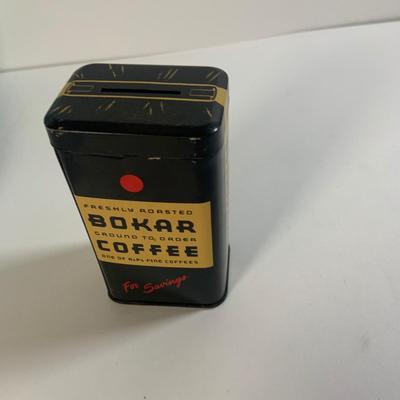 FRESHLY ROASTED
BOKAR
GROUND TO ORDER
COFFEE
ONE OF A&P'S FINE COFFEES
For Savings